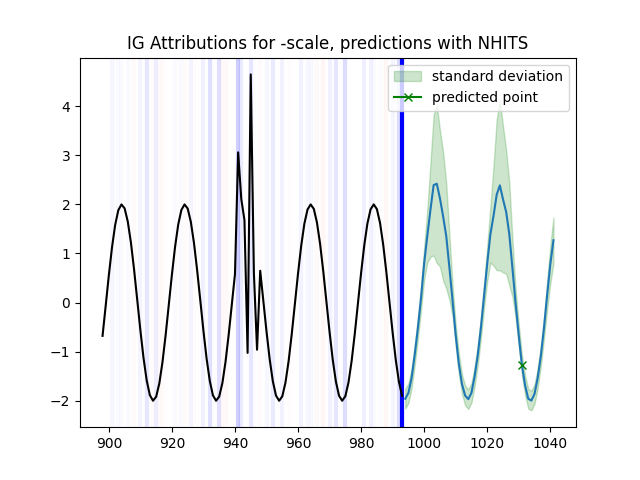 IG Attributions for -scale, predictions with NHITS
standard deviation
predicted point
4
3
2
1
0
−1
−2
900 920 940 960 980 1000 1020 1040